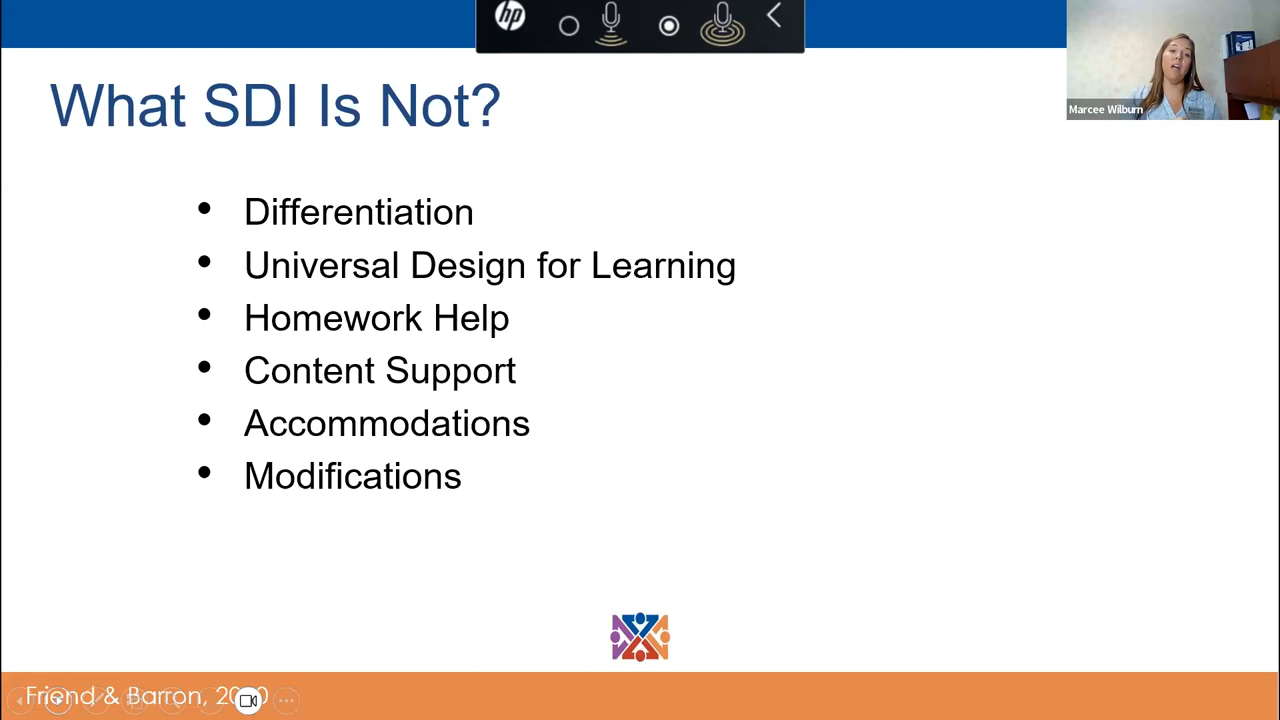 hp
Marcee Wilburn
What SDI Is Not?
• Differentiation
• Universal Design for Learning
• Homework Help
• Content Support
• Accommodations
• Modifications
Friend & Barron,